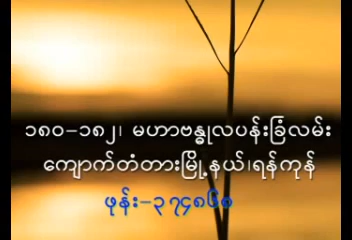 ၁၈၀-၁၈၂၊ မဟာဗန္ဓုလပန်းခြံလမ်း
ကျောက်တံတားမြို့နယ်၊ရန်ကုန်
ဖုန်း-၃၇၄၈၆၈